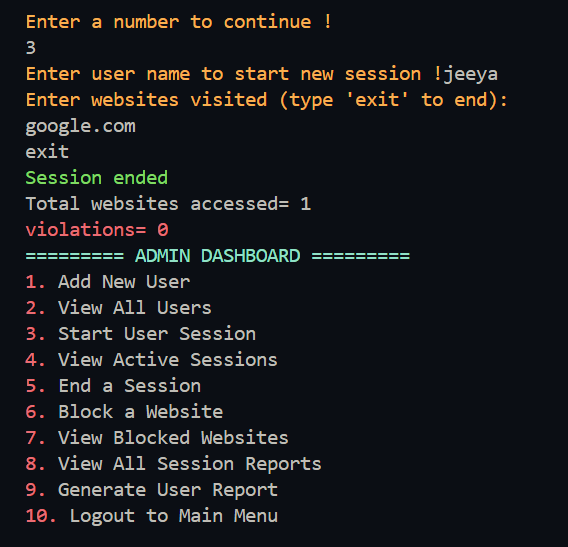 Enter a number to continue !
3
Enter user name to start new session !jeeya
Enter websites visited (type 'exit' to end):
google.com
exit
Session ended
Total websites accessed= 1
violations= 0
========= ADMIN DASHBOARD =========
1. Add New User
2. View All Users
3. Start User Session
4. View Active Sessions
5. End a Session
6. Block a Website
7. View Blocked Websites
8. View All Session Reports
9. Generate User Report
10. Logout to Main Menu